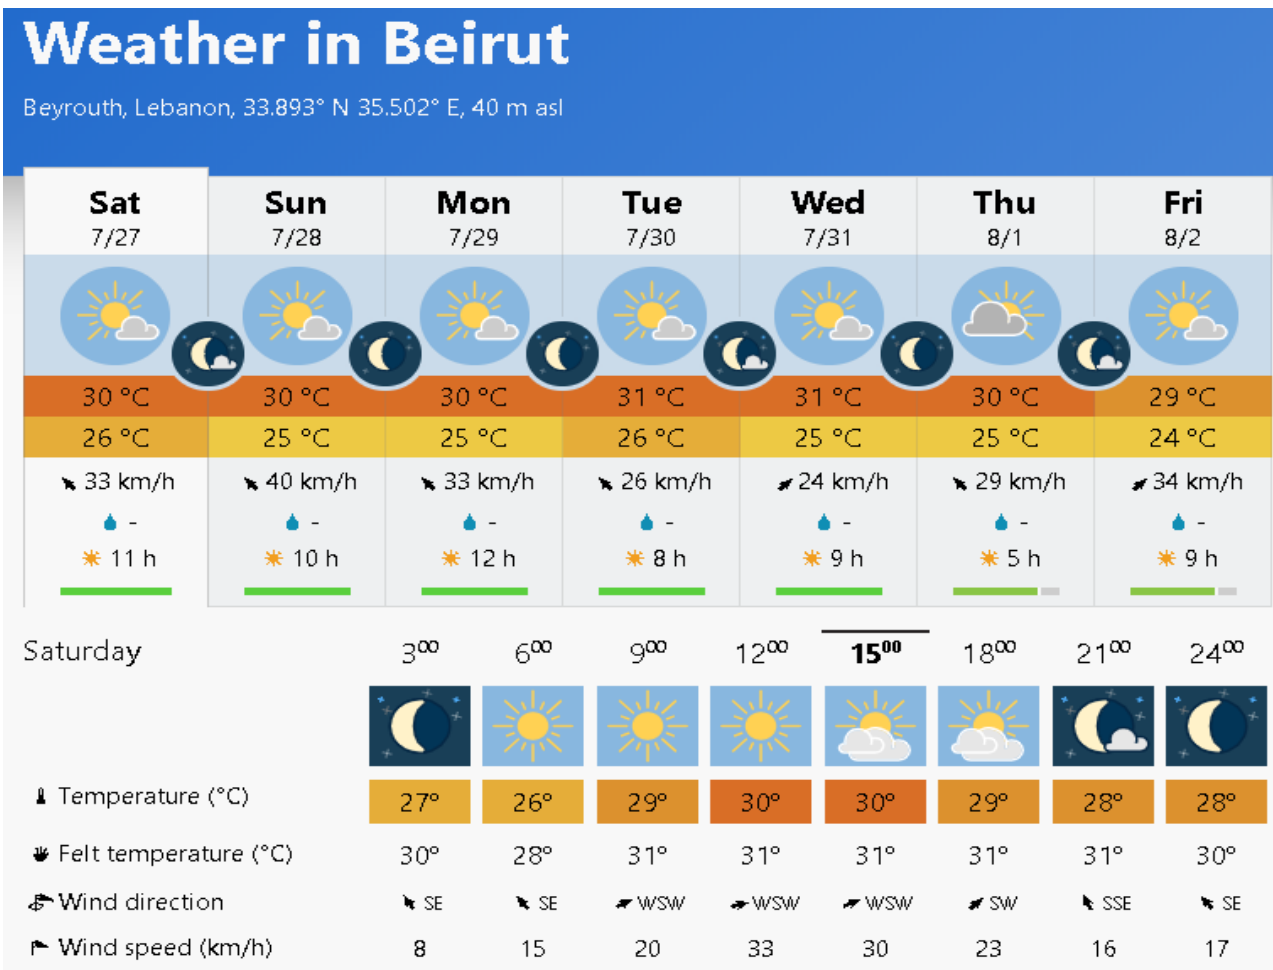 Weather in Beirut
Beyrouth, Lebanon, 33.893° N 35.502° E, 40 m asl
Sat Sun Mon Tue Wed Thu Fri
7/27 7/28 7/29 7/30 7/31 8/1 8/2
30 °C 30 °C 30 °C 31 °C 31 °C 30 °C 29 °C
26 °C 25 °C 25 °C 26 °C 25 °C 25 °C 24 °C
33 km/h 40 km/h 33 km/h 26 km/h 24 km/h 29 km/h 34 km/h
- - - - - - -
11 h 10 h 12 h 8 h 9 h 5 h 9 h
Saturday 3⁰⁰ 6⁰⁰ 9⁰⁰ 12⁰⁰ 15⁰⁰ 18⁰⁰ 21⁰⁰ 24⁰⁰
Temperature (°C) 27° 26° 29° 30° 30° 29° 28° 28°
Felt temperature (°C) 30° 28° 31° 31° 31° 31° 31° 30°
Wind direction SE SE WSW WSW WSW SW SSE SE
Wind speed (km/h) 8 15 20 33 30 23 16 17